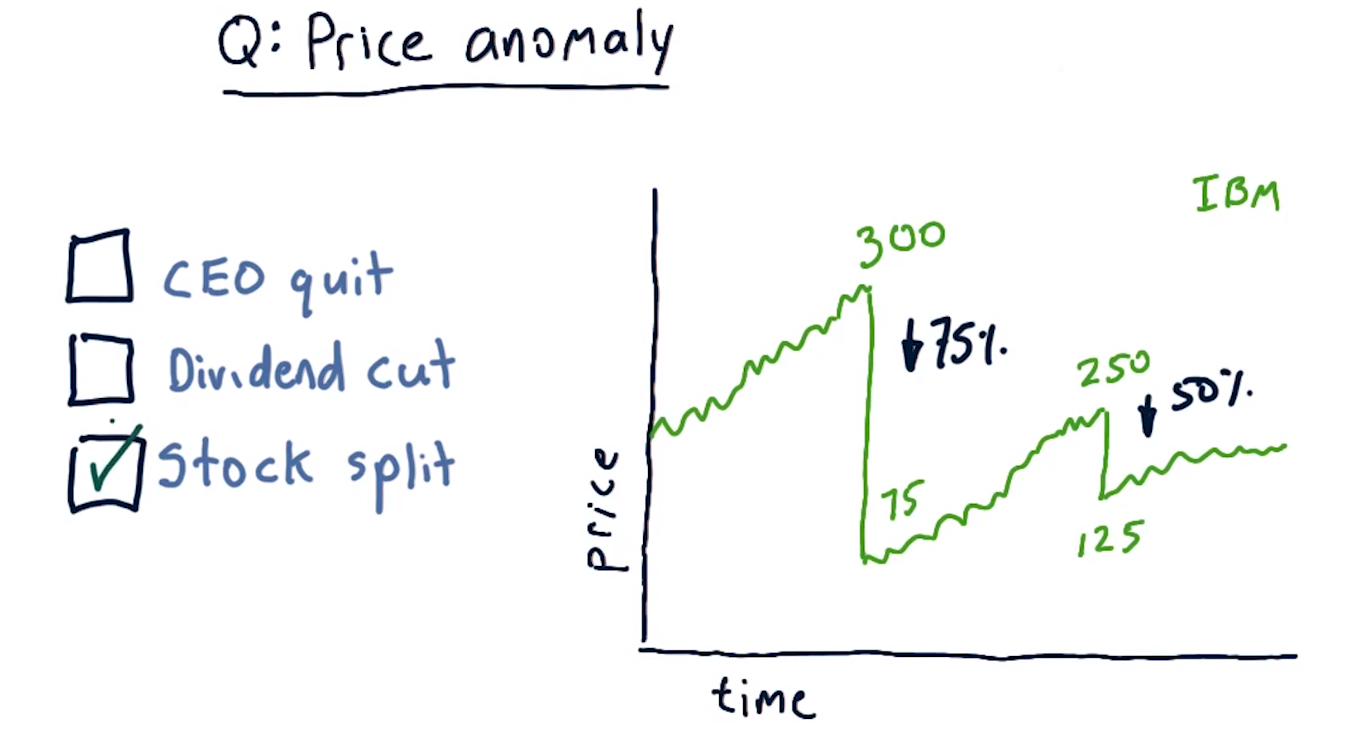 Q: Price anomaly
CEO quit
Dividend cut
Stock split
IBM
300
↓75%.
250
↓ 50%.
75
125
price
time